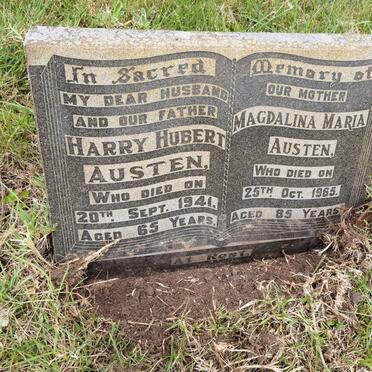 In Sacred
MY DEAR HUSBAND
AND OUR FATHER
HARRY HUBERT
AUSTEN,
WHO DIED ON
20TH SEPT. 1941.
AGED 65 YEARS.
Memory of
OUR MOTHER
MAGDALINA MARIA
AUSTEN.
WHO DIED ON
25TH OCT. 1965.
AGED 85 YEARS
AT REST